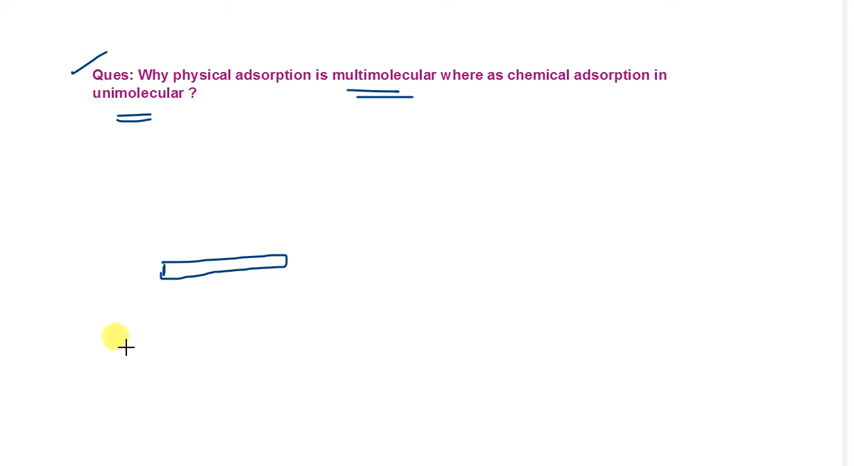 Ques: Why physical adsorption is multimolecular where as chemical adsorption in
unimolecular ?